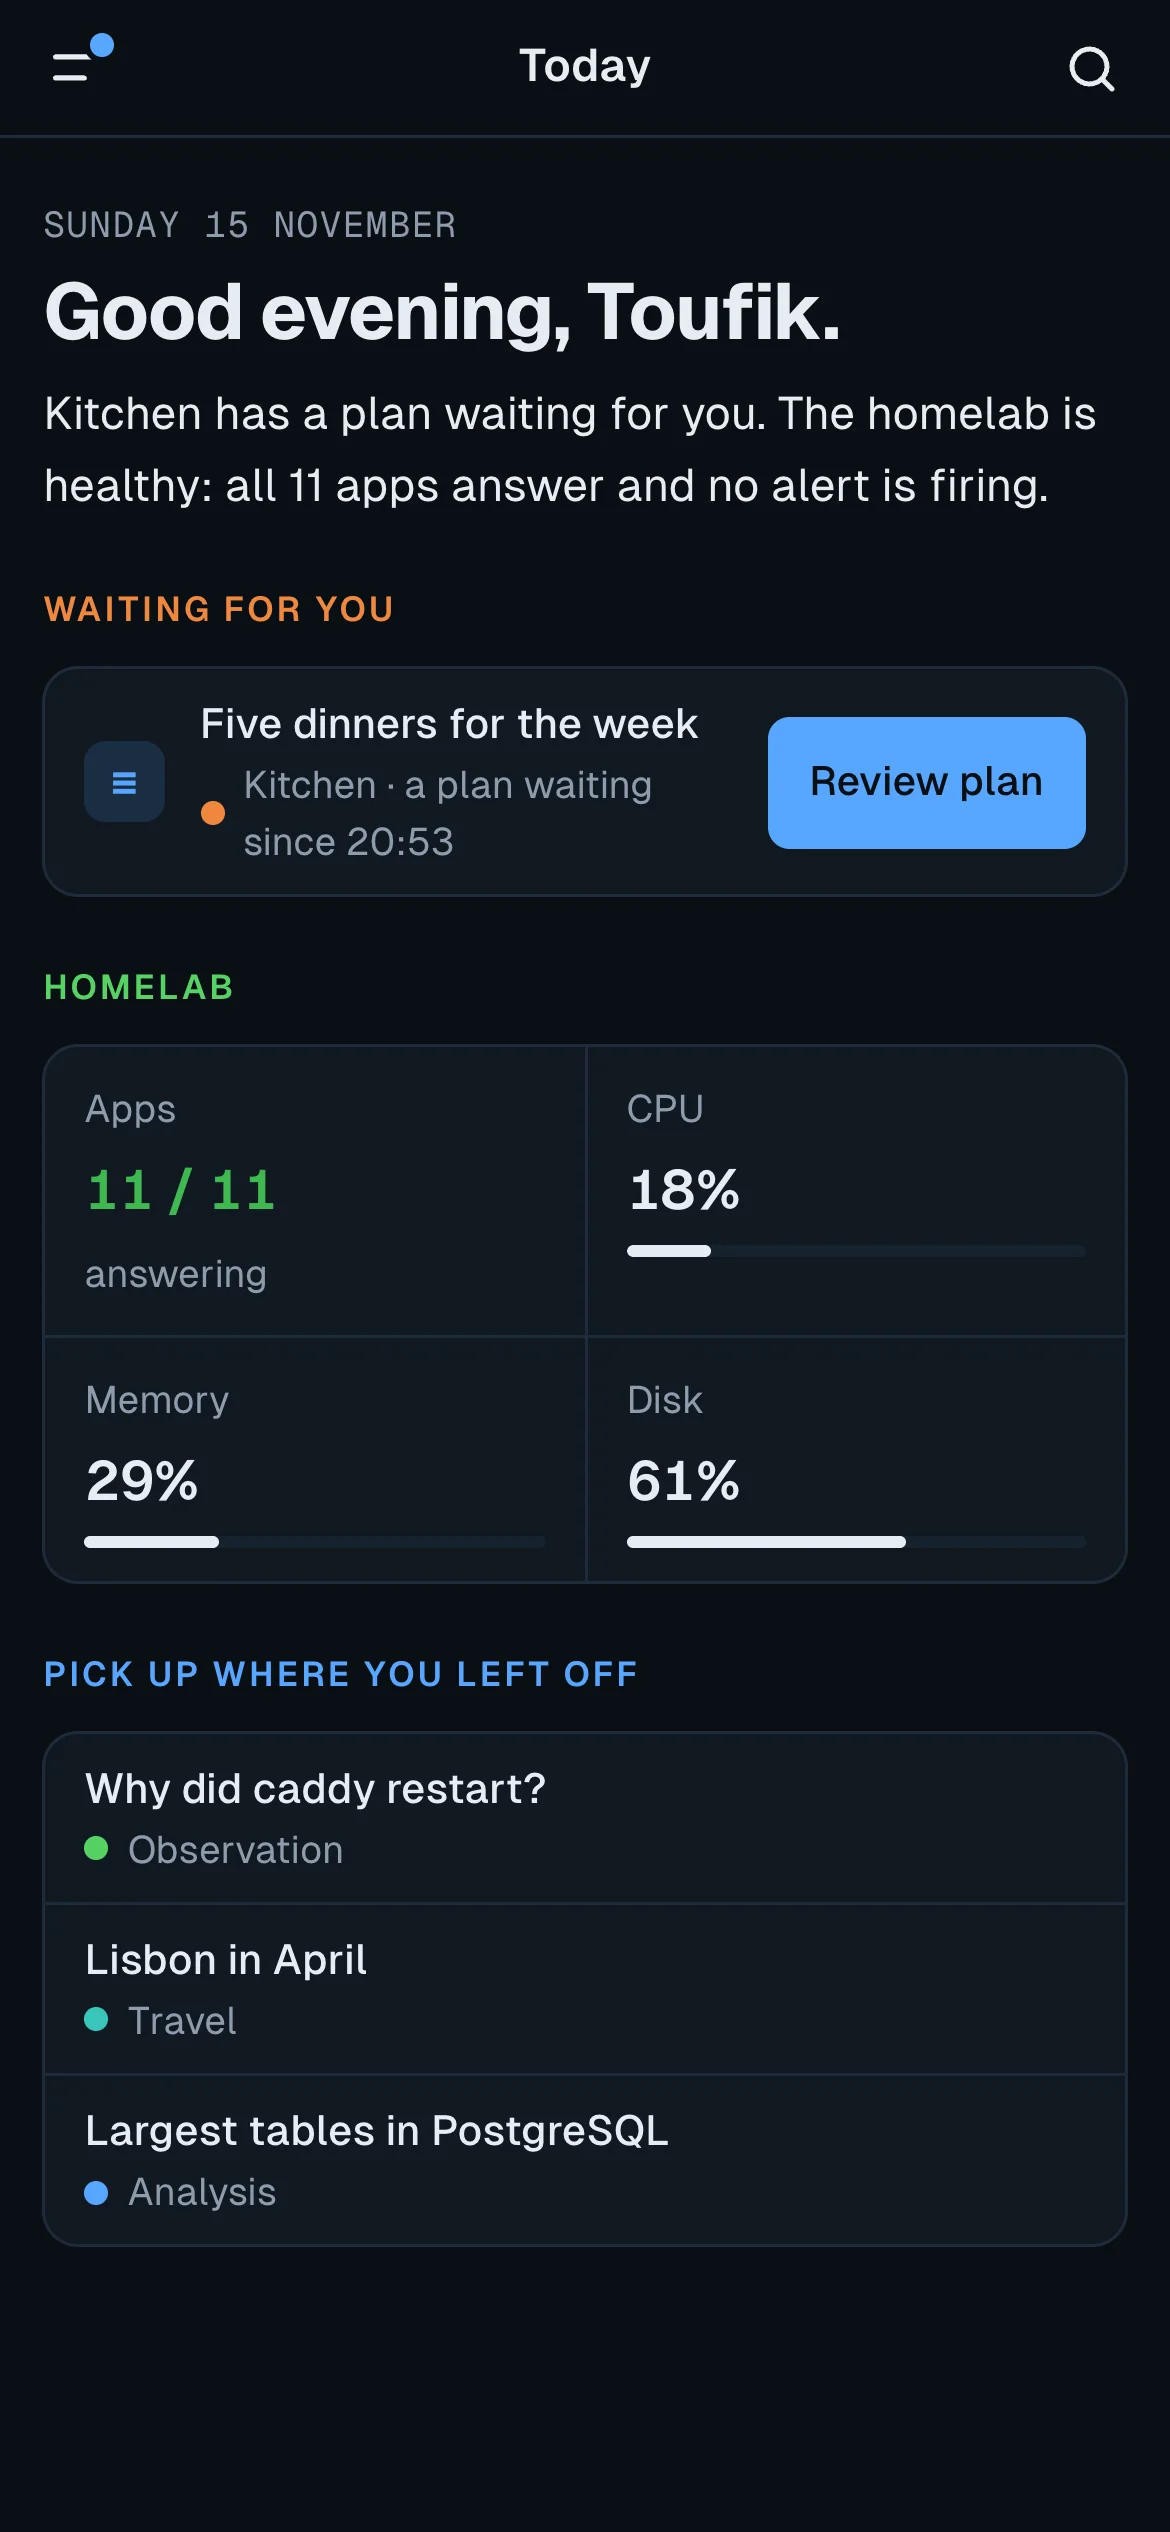 Today
SUNDAY 15 NOVEMBER
Good evening, Toufik.
Kitchen has a plan waiting for you. The homelab is
healthy: all 11 apps answer and no alert is firing.
WAITING FOR YOU
Five dinners for the week
Kitchen · a plan waiting
since 20:53
Review plan
HOMELAB
Apps
11 / 11
answering
CPU
18%
Memory
29%
Disk
61%
PICK UP WHERE YOU LEFT OFF
Why did caddy restart?
Observation
Lisbon in April
Travel
Largest tables in PostgreSQL
Analysis